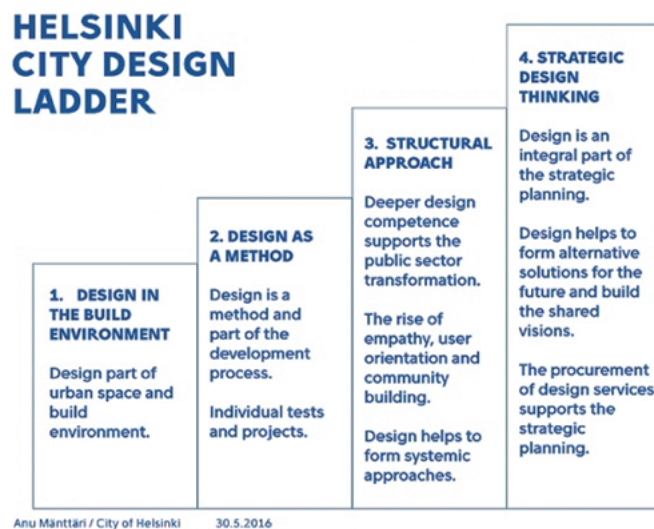 HELSINKI
CITY DESIGN
LADDER
1. DESIGN IN
THE BUILD
ENVIRONMENT
Design part of
urban space and
build
environment.
2. DESIGN AS
A METHOD
Design is a
method and
part of the
development
process.
Individual tests
and projects.
3. STRUCTURAL
APPROACH
Deeper design
competence
supports the
public sector
transformation.
The rise of
empathy, user
orientation and
community
building.
Design helps to
form systemic
approaches.
4. STRATEGIC
DESIGN
THINKING
Design is an
integral part of
the strategic
planning.
Design helps to
form alternative
solutions for the
future and build
the shared
visions.
The procurement
of design services
supports the
strategic
planning.
Anu Mänttäri / City of Helsinki 30.5.2016